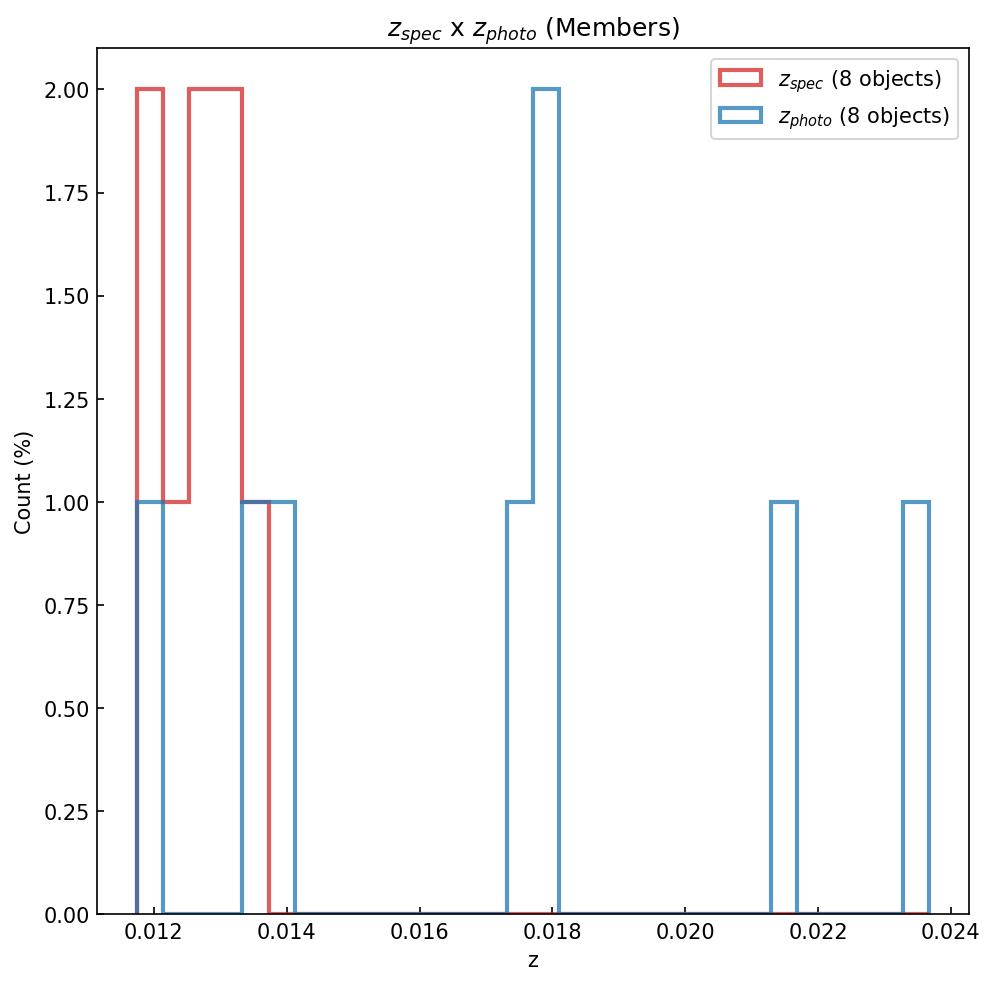 z_spec x z_photo (Members)
z_spec (8 objects)
z_photo (8 objects)
Count (%)
2.00
1.75
1.50
1.25
1.00
0.75
0.50
0.25
0.00
0.012 0.014 0.016 0.018 0.020 0.022 0.024
z